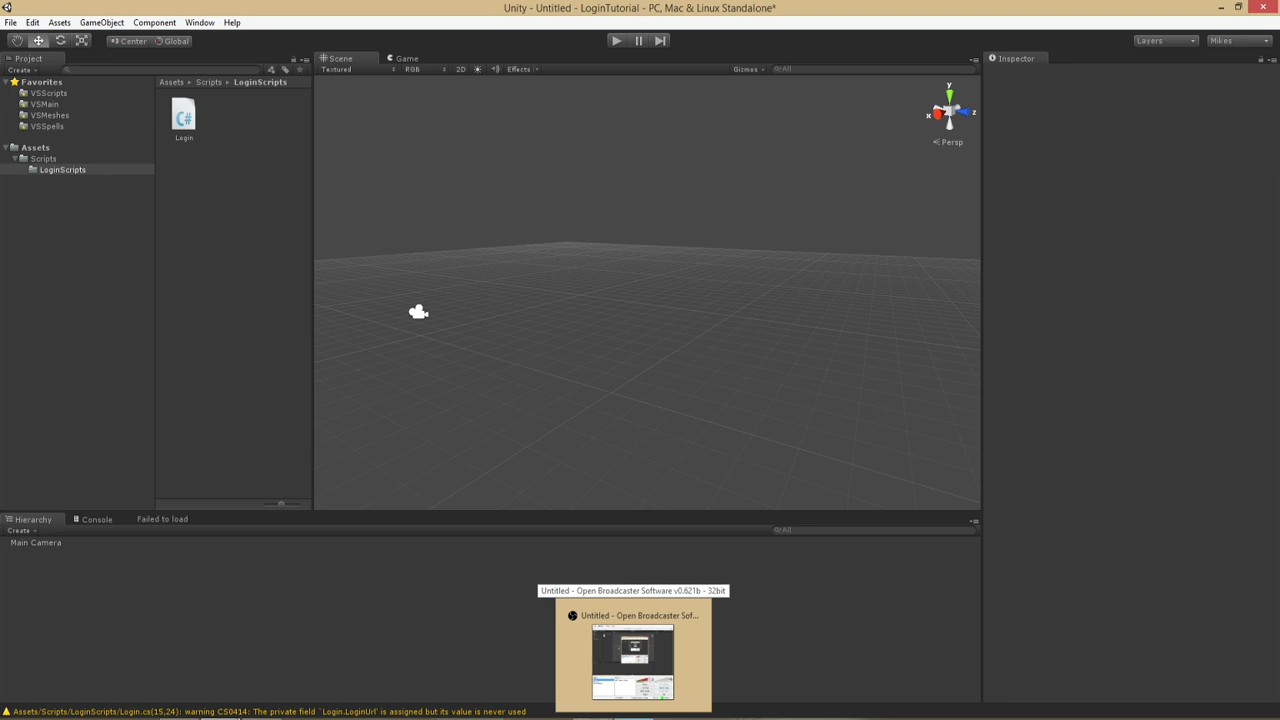 Unity - Untitled - LoginTutorial - PC, Mac & Linux Standalone*
File Edit Assets GameObject Component Window Help
Center Global Layers Mikes
Project Scene Game Inspector
Create Textured RGB 2D Effects Gizmos All
Favorites Assets Scripts LoginScripts
VSScripts
VSMain
VSMeshes
VSSpells
C#
Login
Assets
Scripts
LoginScripts
y
x z
Persp
Hierarchy Console Failed to load
Create All
Main Camera
Untitled - Open Broadcaster Software v0.621b - 32bit
Untitled - Open Broadcaster Sof...
Assets/Scripts/LoginScripts/Login.cs(15,24): warning CS0414: The private field `Login.LoginUrl' is assigned but its value is never used